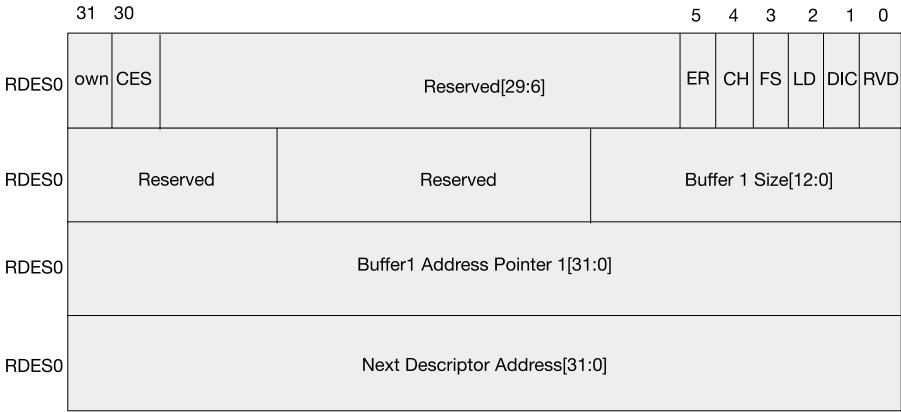 31 30 5 4 3 2 1 0
RDES0 own CES Reserved[29:6] ER CH FS LD DIC RVD
RDES0 Reserved Reserved Buffer 1 Size[12:0]
RDES0 Buffer1 Address Pointer 1[31:0]
RDES0 Next Descriptor Address[31:0]